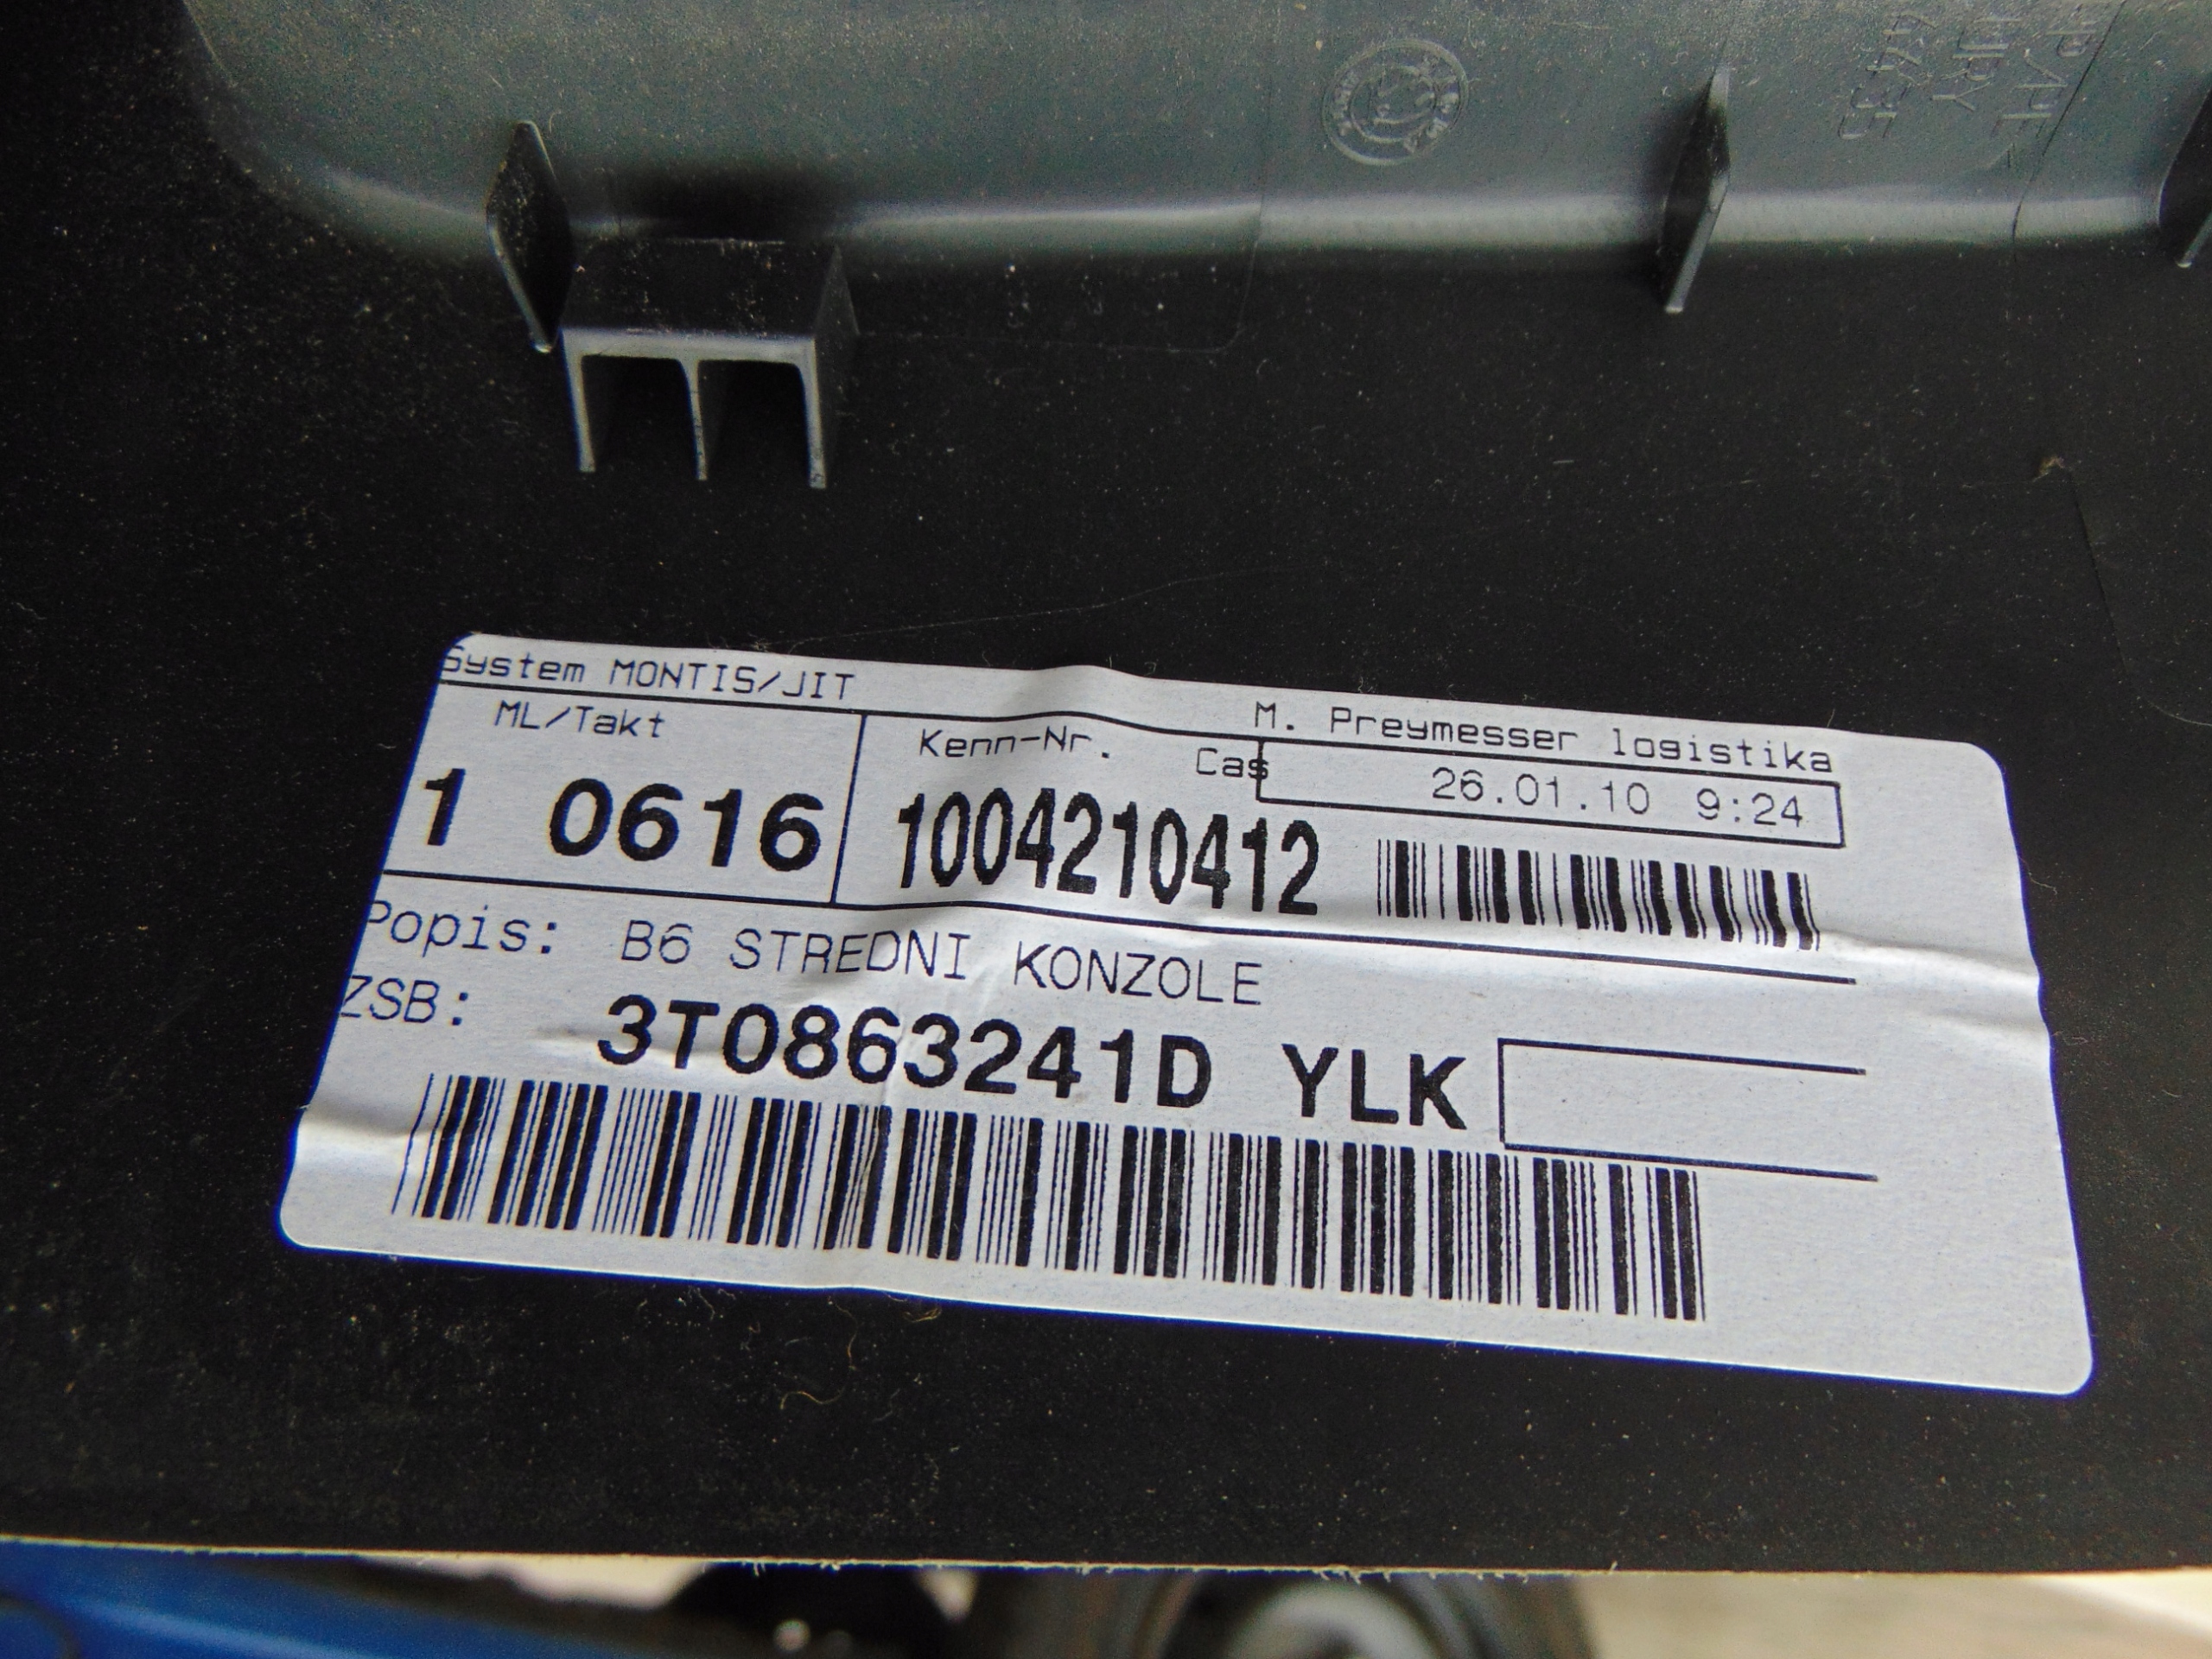 System MONTIS/JIT
M. Preymesser logistika
ML/Takt
Kenn-Nr.
Cas
26.01.10 9:24
1 0616
1004210412
Popis: B6 STREDNI KONZOLE
ZSB:
3T0863241D YLK